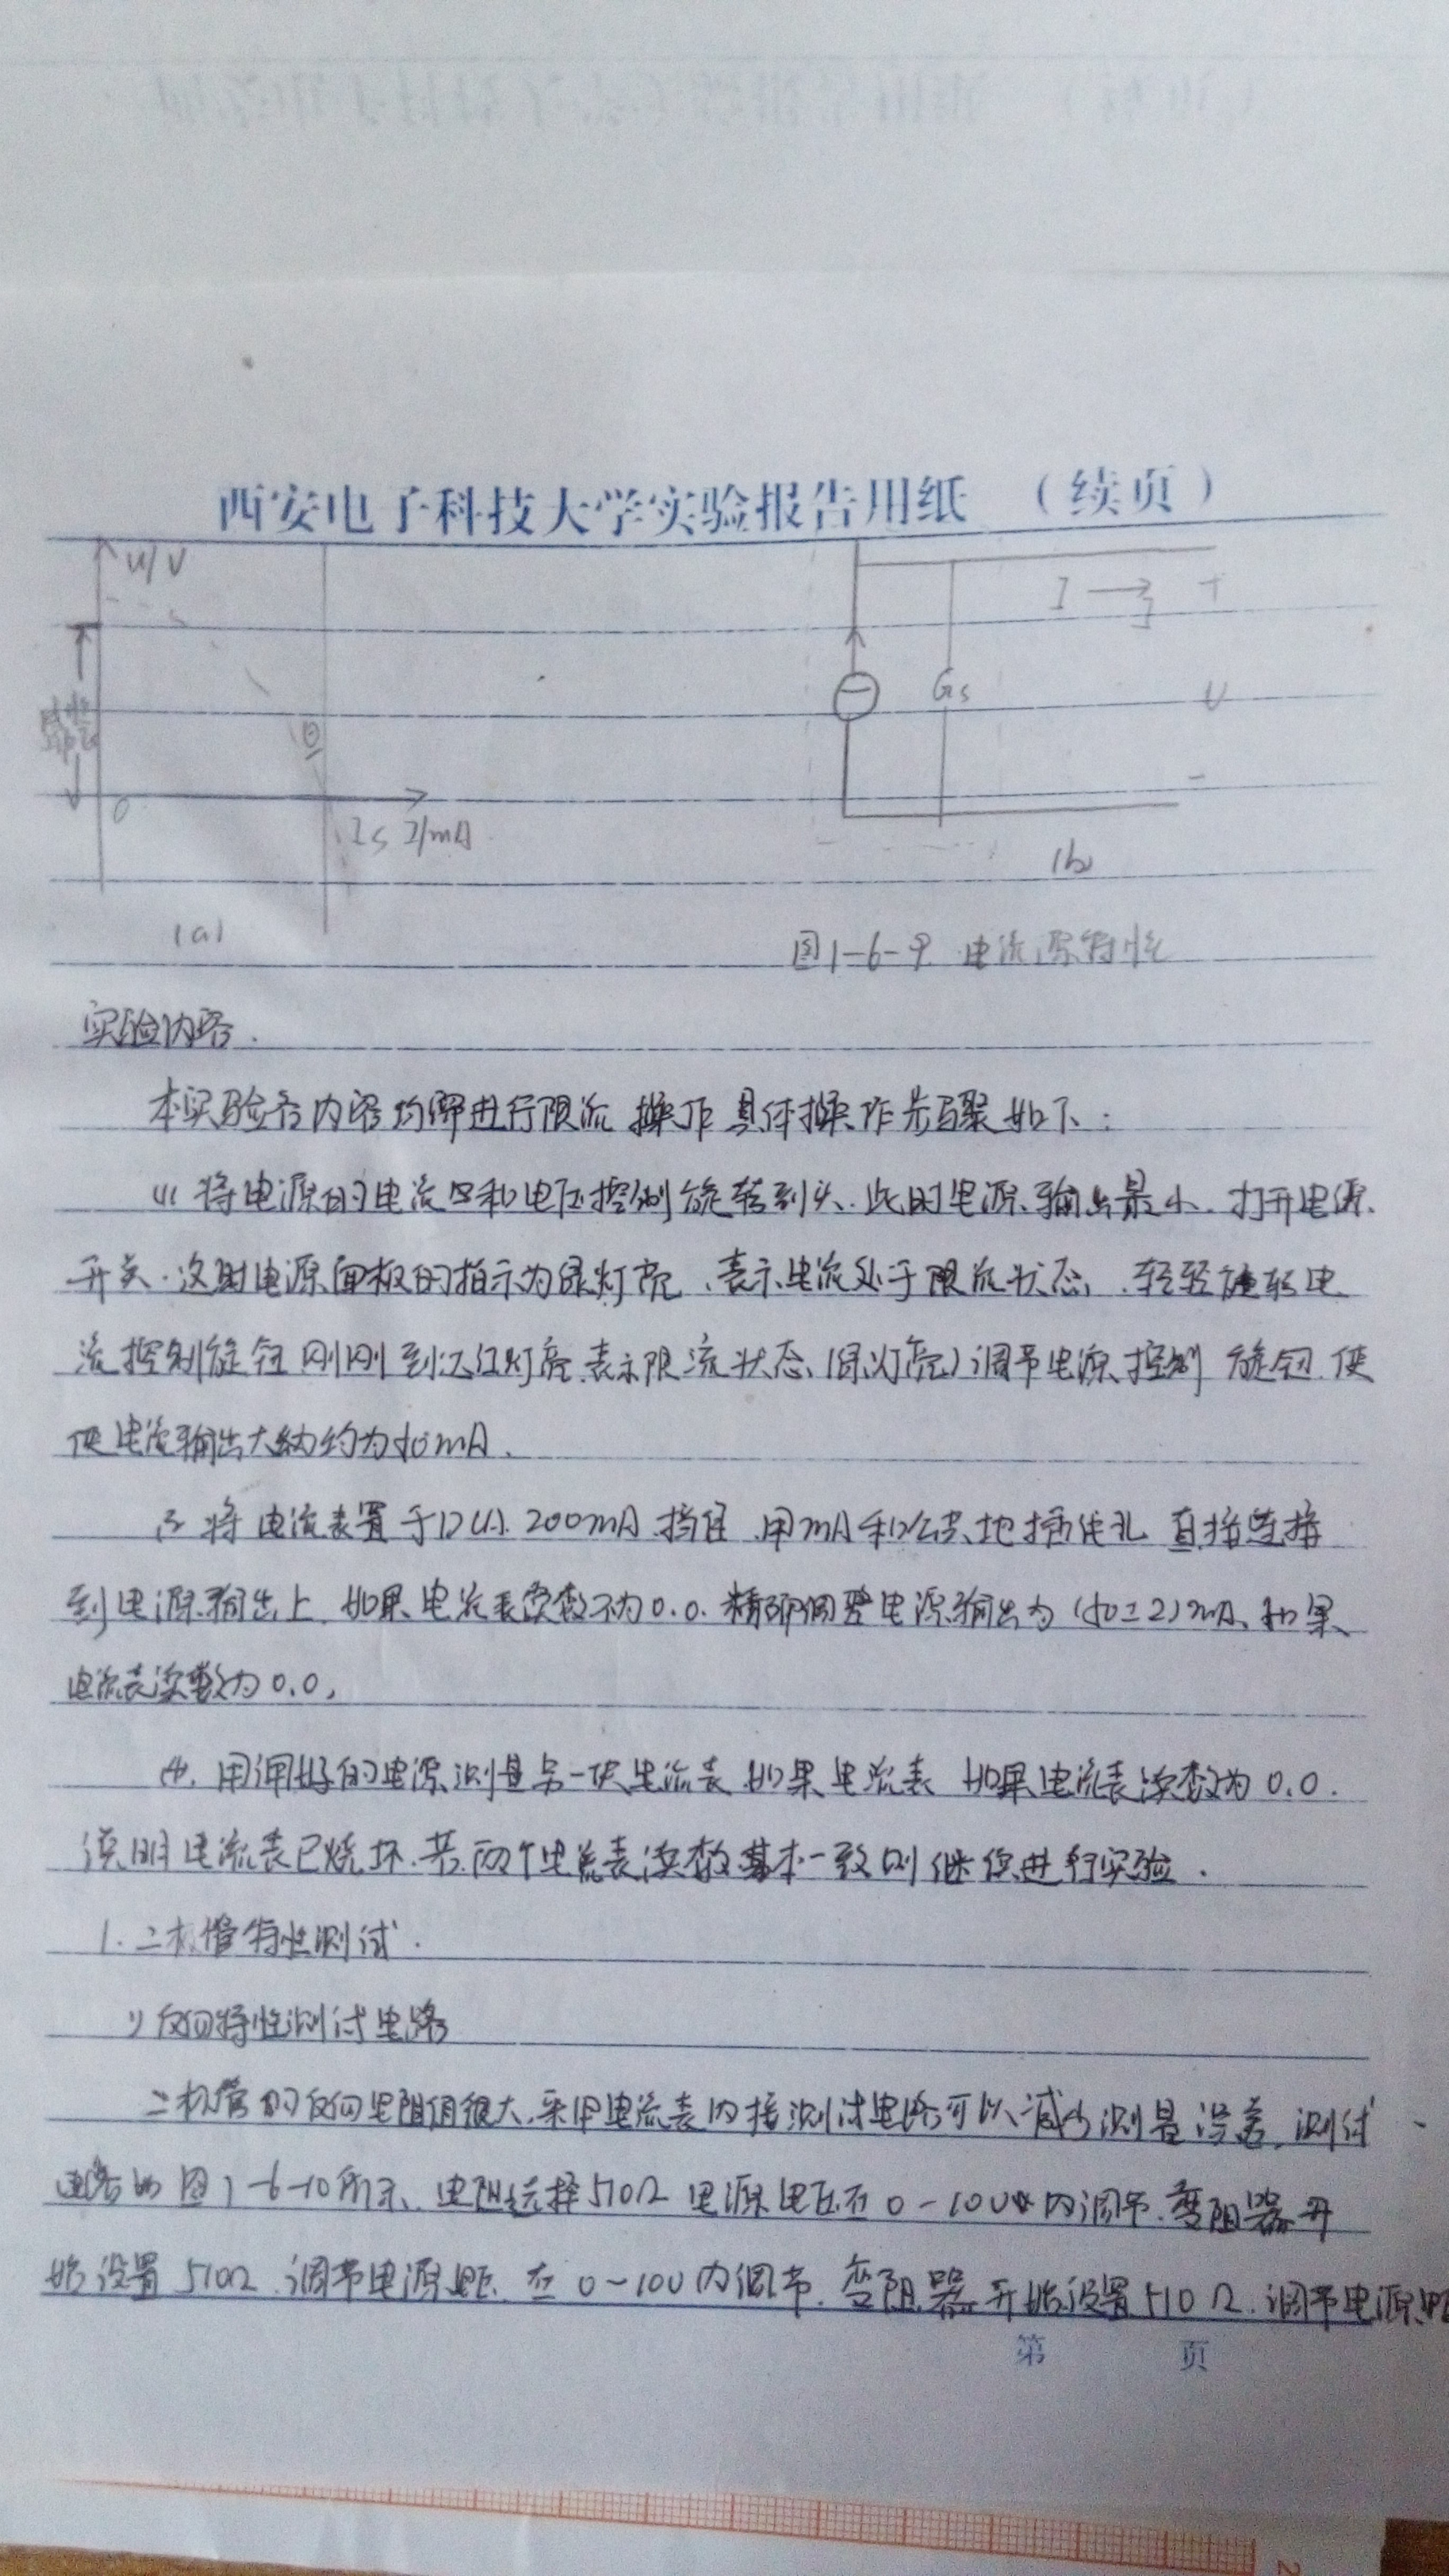 西安电子科技大学实验报告用纸 （续页）
U/V
I → +
Gs
U
-
0
Is I/mA
(b)
(a)
图1-6-9 电流源特性
实验内容.
本实验各内容均需进行限流操作 具体操作步骤如下:
(1) 将电源的电流和电压控制旋转到头.此时电源输出最小.打开电源
开关.这时电源面板的指示为绿灯亮、表示电流处于限流状态,轻轻旋转电
流控制旋钮刚刚到达红灯亮.表示限流状态(绿灯亮)调节电源控制旋钮.使
使电流输出大约为40mA.
将电流表置于 200mA 挡位 用mA和公共地插孔 直接连接
到电源输出上 如果电流表读数不为0.0.精确调整电源输出为(40±2)mA、如果
电流表读数为0.0,
用调好的电源测量另一块电流表 如果电流表 如果电流表读数为0.0.
说明电流表已烧坏.若两个电流表读数基本一致则继续进行实验.
1.二极管特性测试.
1)反向特性测试电路
二极管的反向电阻值很大.采用电流表内接测试电路可以减少测量误差,测试
电路如图1-6-10所示、电阻选择510Ω 电源电压在0-10V内调节.变阻器开
始设置510Ω.调节电源电压 在0~10V内调节.变阻器开始设置510Ω.调节电源
第 页